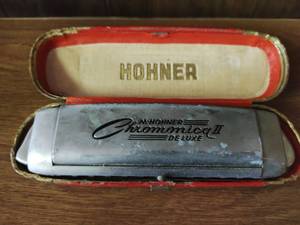 HOHNER
M. HOHNER
Chromonica II
DE LUXE